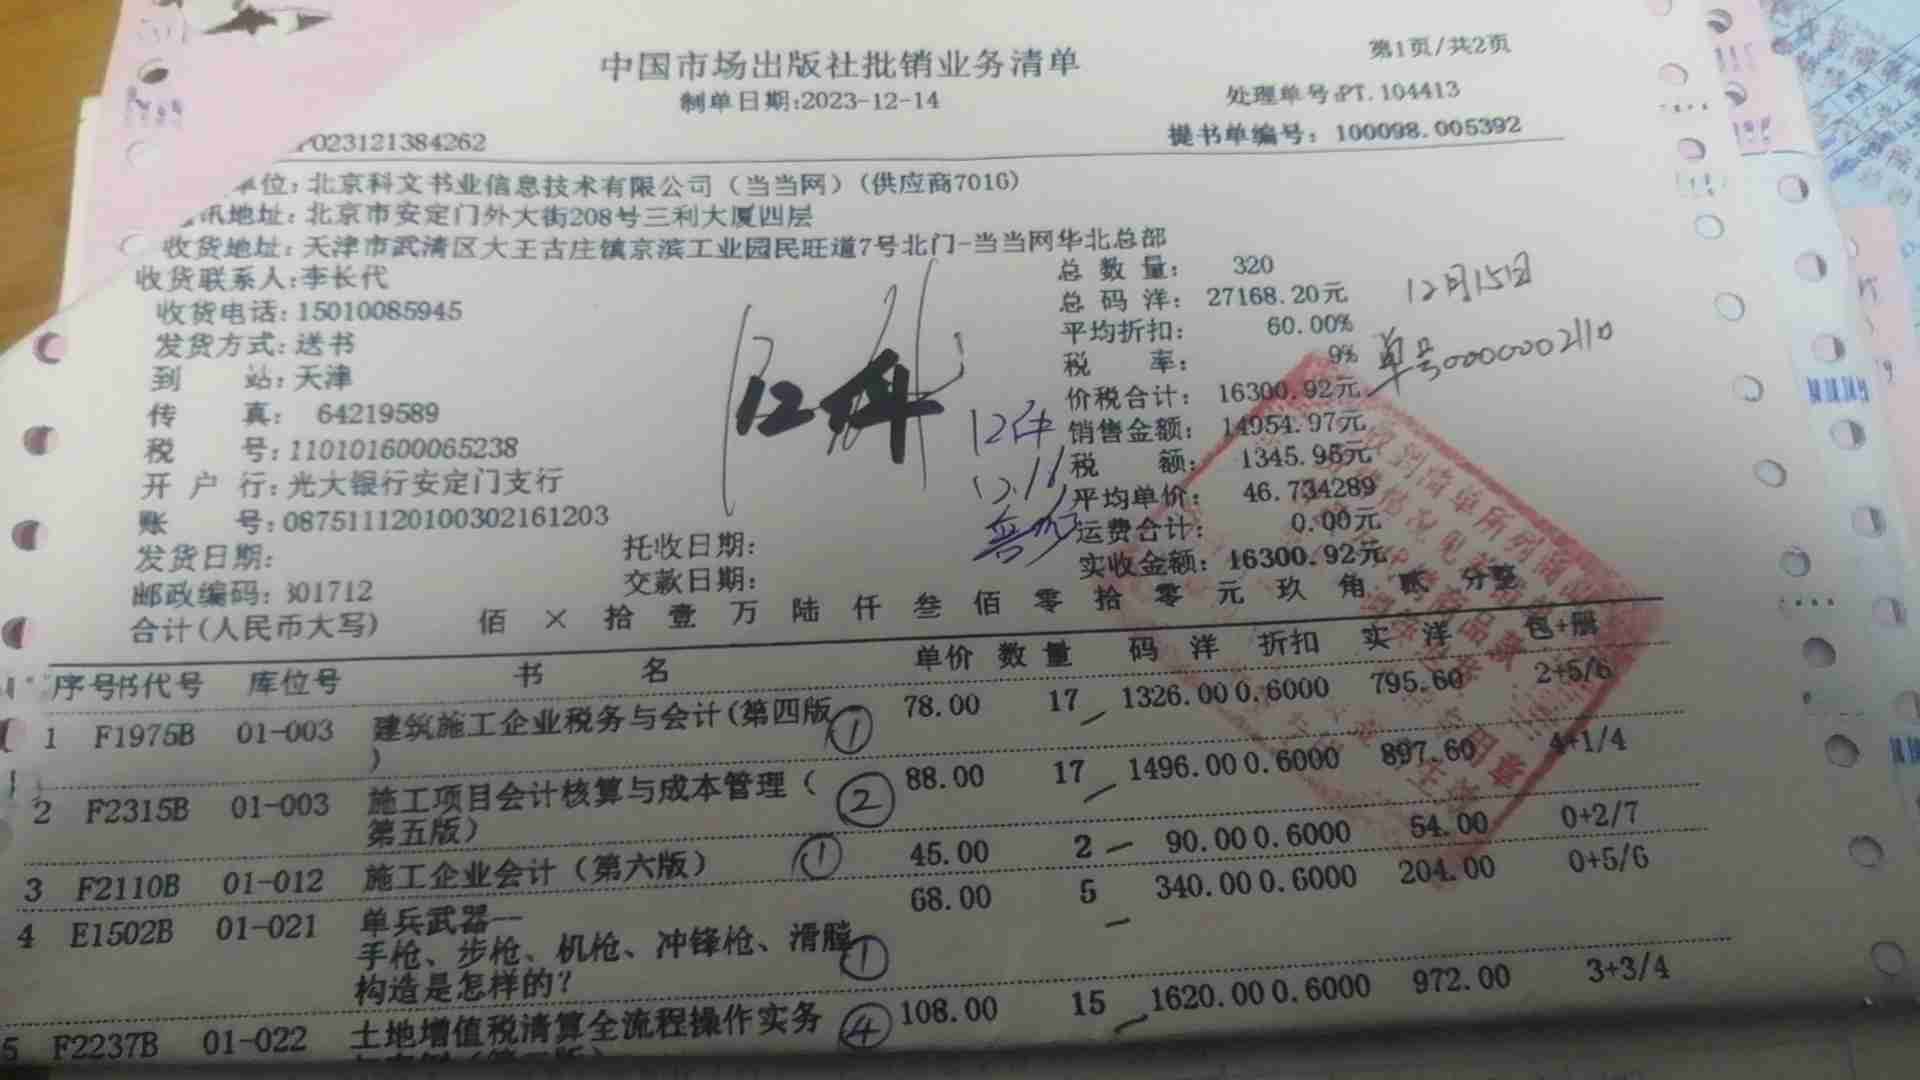 中国市场出版社批销业务清单
第1页/共2页
制单日期:2023-12-14
处理单号:PT.104413
023121384262
提书单编号: 100098.005392
单位: 北京科文书业信息技术有限公司 (当当网) (供应商7016)
讯地址: 北京市安定门外大街208号三利大厦四层
收货地址: 天津市武清区大王古庄镇京滨工业园民旺道7号北门-当当网华北总部
收货联系人:李长代
总 数 量: 320
收货电话:15010085945
总 码 洋: 27168.20元
12月15日
发货方式:送书
平均折扣: 60.00%
到 站:天津
税 率: 9%
单号0000002110
传 真: 64219589
价税合计: 16300.92元
12件
税 号:110101600065238
销售金额: 14954.97元
12件
开 户 行:光大银行安定门支行
税 额: 1345.95元
12.16
账 号:08751112010030216​1203
平均单价: 46.734289
发货日期:
托收日期:
运费合计: 0.00元
邮政编码: 301712
交款日期:
实收金额: 16300.92元
合计(人民币大写) 佰 × 拾 壹 万 陆 仟 叁 佰 零 拾 零 元 玖 角 贰 分整
序号书代号 库位号 书 名 单价 数 量 码 洋 折扣 实 洋 包+册
1 F1975B 01-003 建筑施工企业税务与会计(第四版 ① 78.00 17 1326.00 0.6000 795.60 2+5/6
)
2 F2315B 01-003 施工项目会计核算与成本管理( ② 88.00 17 1496.00 0.6000 897.60 4+1/4
第五版)
3 F2110B 01-012 施工企业会计(第六版) ① 45.00 2 90.00 0.6000 54.00 0+2/7
4 E1502B 01-021 单兵武器—— 68.00 5 340.00 0.6000 204.00 0+5/6
手枪、步枪、机枪、冲锋枪、滑膛 ①
构造是怎样的?
5 F2237B 01-022 土地增值税清算全流程操作实务 ④ 108.00 15 1620.00 0.6000 972.00 3+3/4